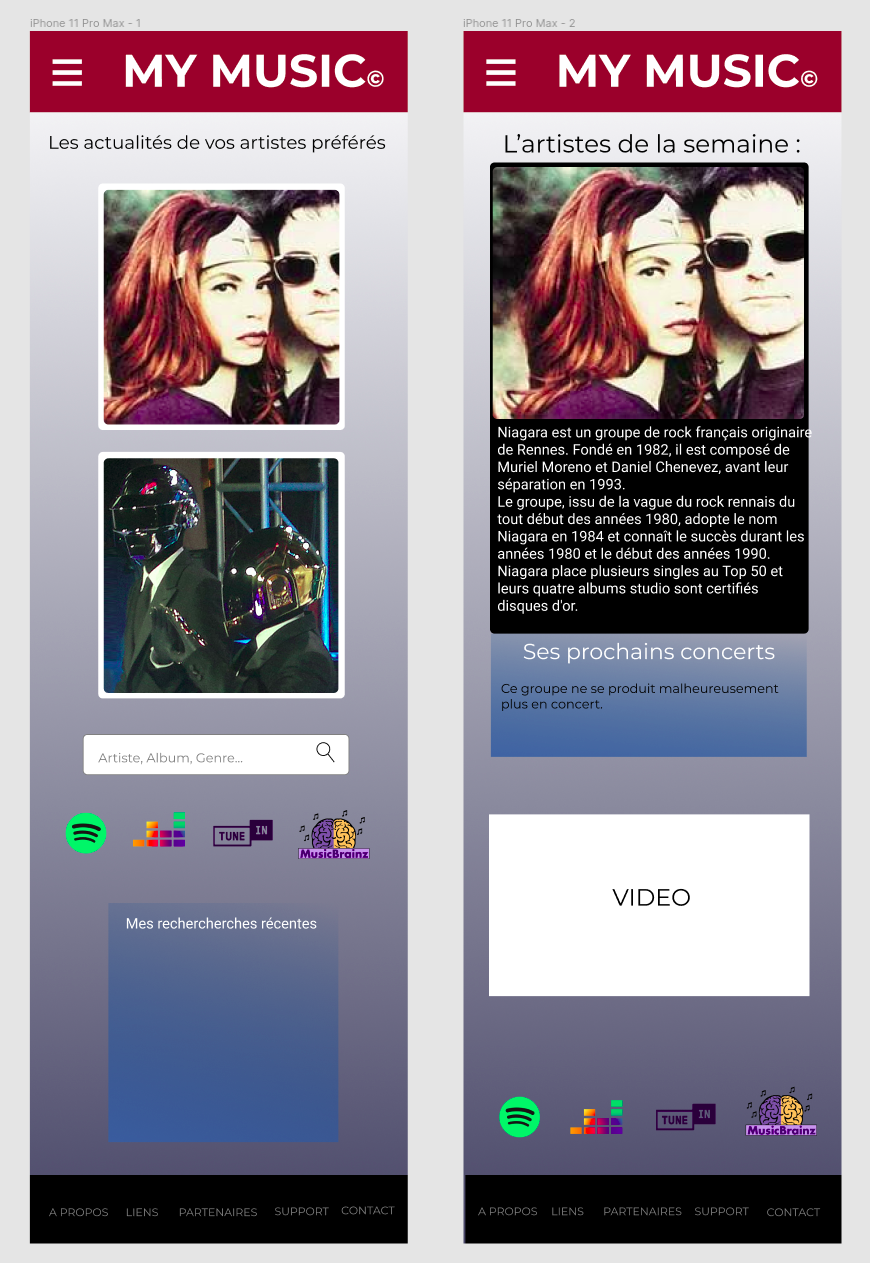 iPhone 11 Pro Max - 1
MY MUSIC©
Les actualités de vos artistes préférés
Artiste, Album, Genre...
TUNE IN
MusicBrainz
Mes rechercherches récentes
A PROPOS LIENS PARTENAIRES SUPPORT CONTACT
iPhone 11 Pro Max - 2
MY MUSIC©
L'artistes de la semaine :
Niagara est un groupe de rock français originaire
de Rennes. Fondé en 1982, il est composé de
Muriel Moreno et Daniel Chenevez, avant leur
séparation en 1993.
Le groupe, issu de la vague du rock rennais du
tout début des années 1980, adopte le nom
Niagara en 1984 et connaît le succès durant les
années 1980 et le début des années 1990.
Niagara place plusieurs singles au Top 50 et
leurs quatre albums studio sont certifiés
disques d'or.
Ses prochains concerts
Ce groupe ne se produit malheureusement
plus en concert.
VIDEO
TUNE IN
MusicBrainz
A PROPOS LIENS PARTENAIRES SUPPORT CONTACT